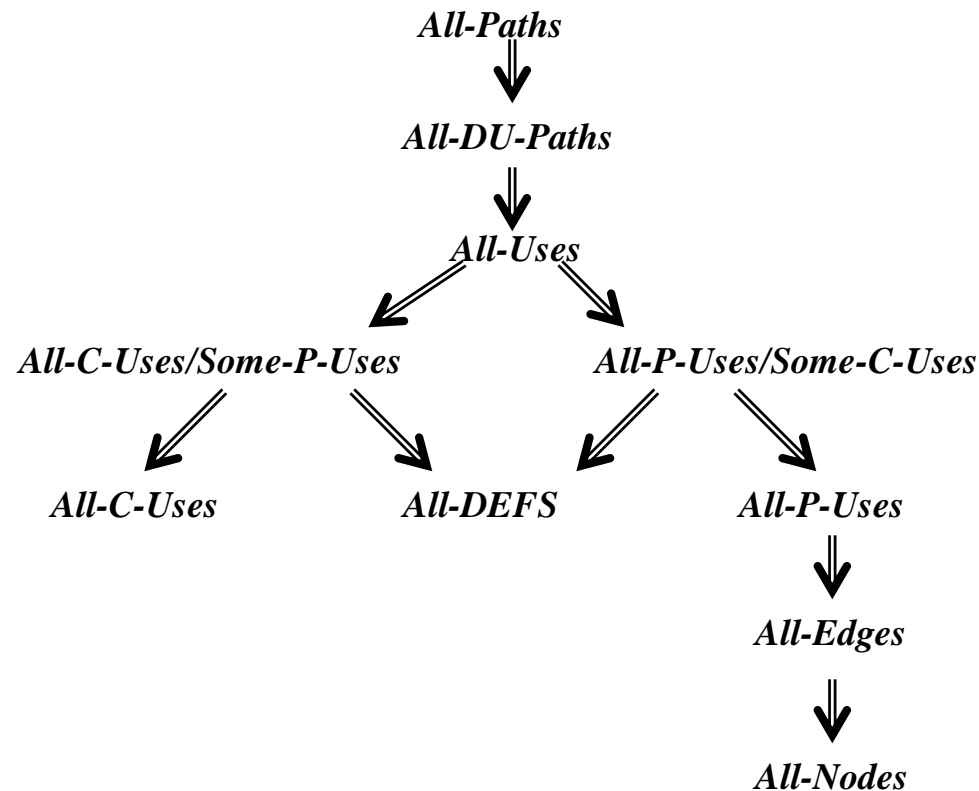 All-Paths
All-DU-Paths
All-Uses
All-C-Uses/Some-P-Uses
All-P-Uses/Some-C-Uses
All-C-Uses
All-DEFS
All-P-Uses
All-Edges
All-Nodes